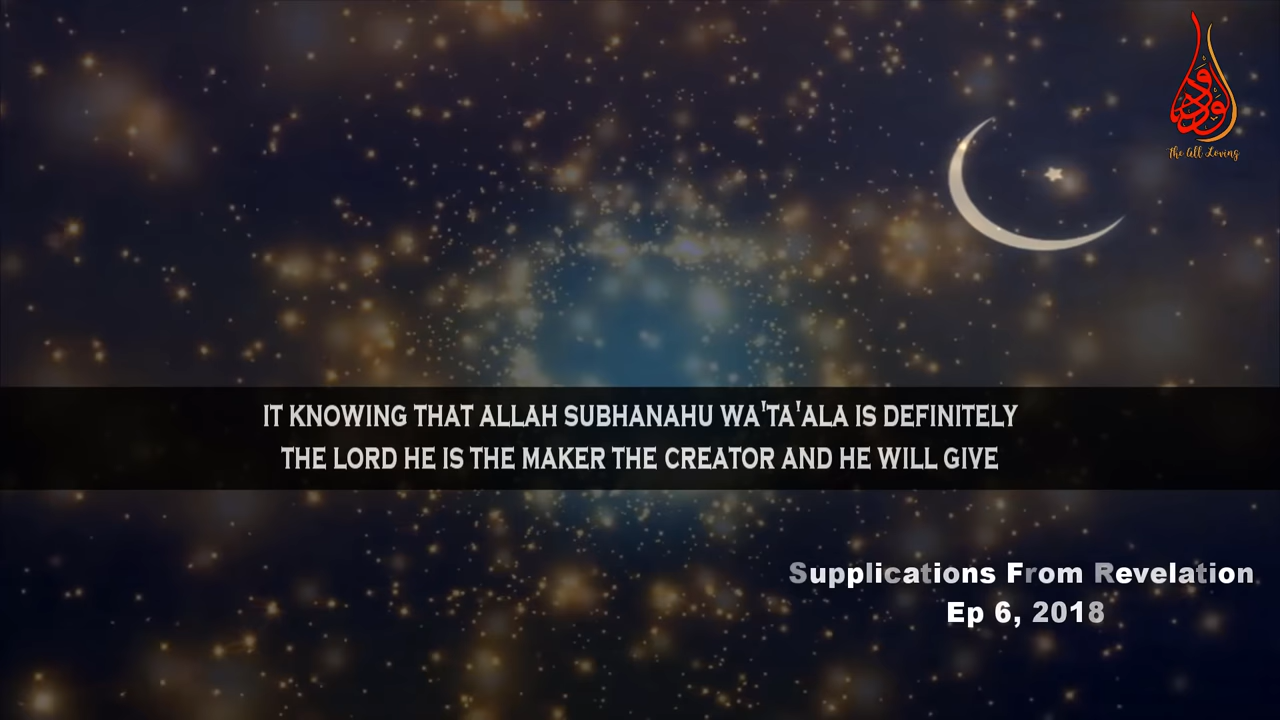 ودود
The All Loving
IT KNOWING THAT ALLAH SUBHANAHU WA'TA'ALA IS DEFINITELY
THE LORD HE IS THE MAKER THE CREATOR AND HE WILL GIVE
Supplications From Revelation
Ep 6, 2018